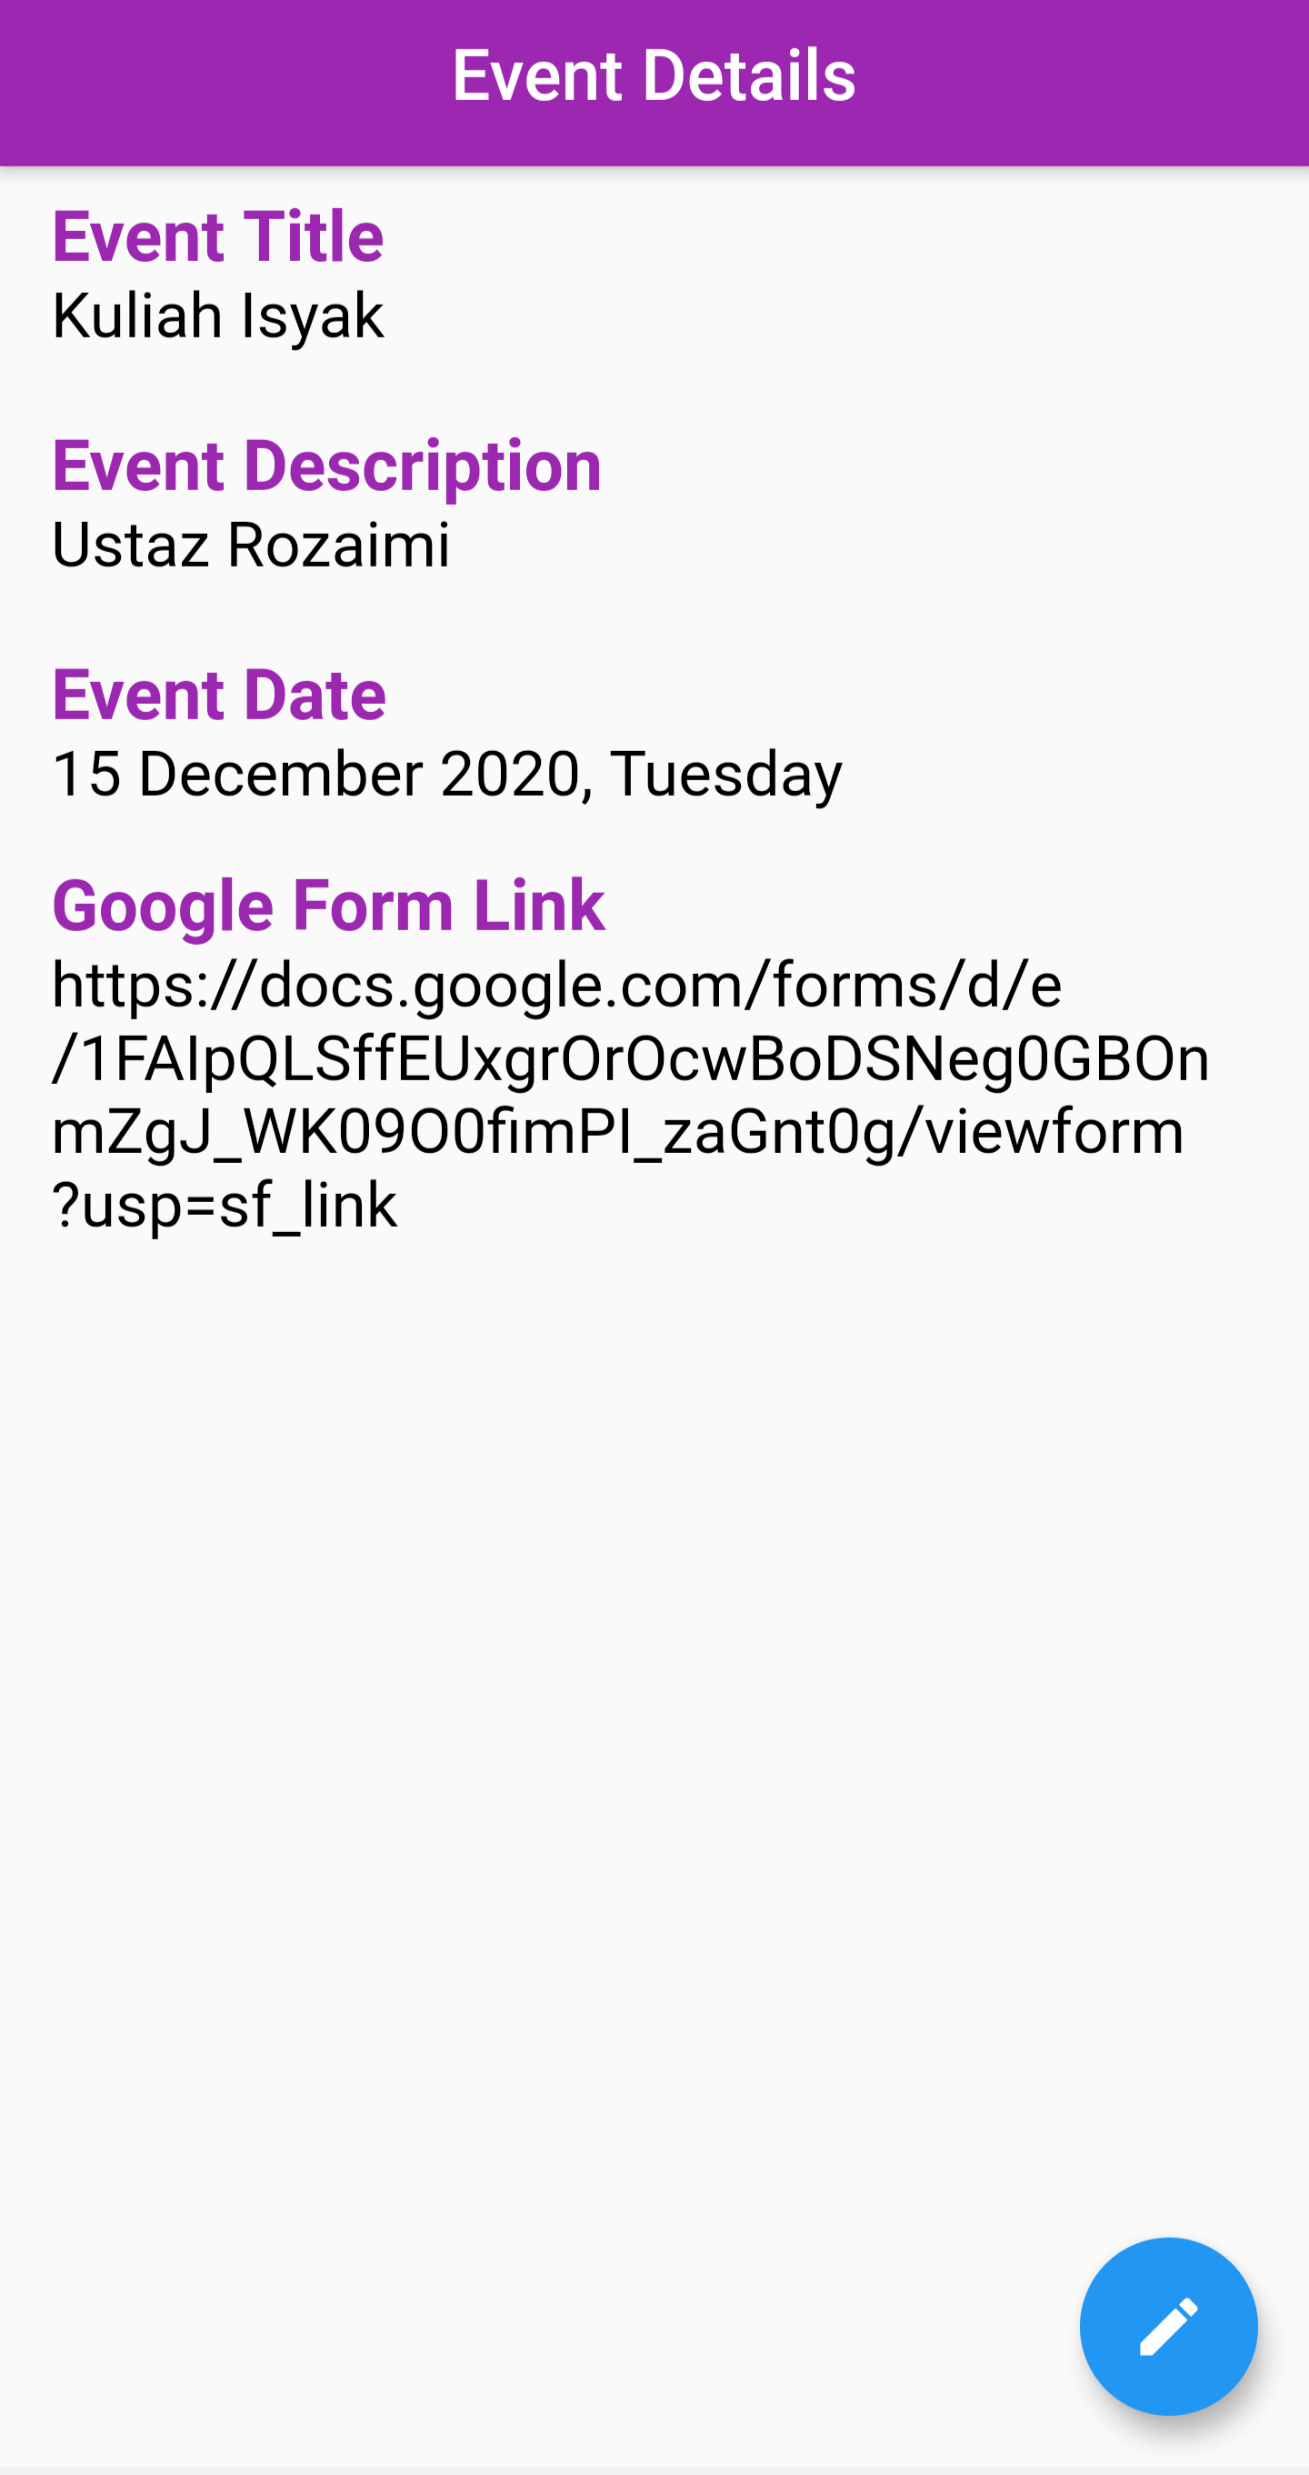 Event Details
Event Title
Kuliah Isyak
Event Description
Ustaz Rozaimi
Event Date
15 December 2020, Tuesday
Google Form Link
https://docs.google.com/forms/d/e
/1FAIpQLSffEUxgrOrOcwBoDSNeg0GBOn
mZgJ_WK09O0fimPI_zaGnt0g/viewform
?usp=sf_link